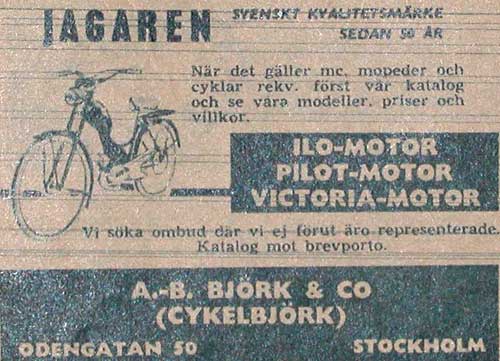 JAGAREN
SVENSKT KVALITETSMÄRKE
SEDAN 50 ÅR
När det gäller mc, mopeder och
cyklar rekv. först vår katalog
och se våra modeller, priser och
villkor.
ILO-MOTOR
PILOT-MOTOR
VICTORIA-MOTOR
Vi söka ombud där vi ej förut äro representerade.
Katalog mot brevporto.
A.-B. BJÖRK & CO
(CYKELBJÖRK)
ODENGATAN 50
STOCKHOLM